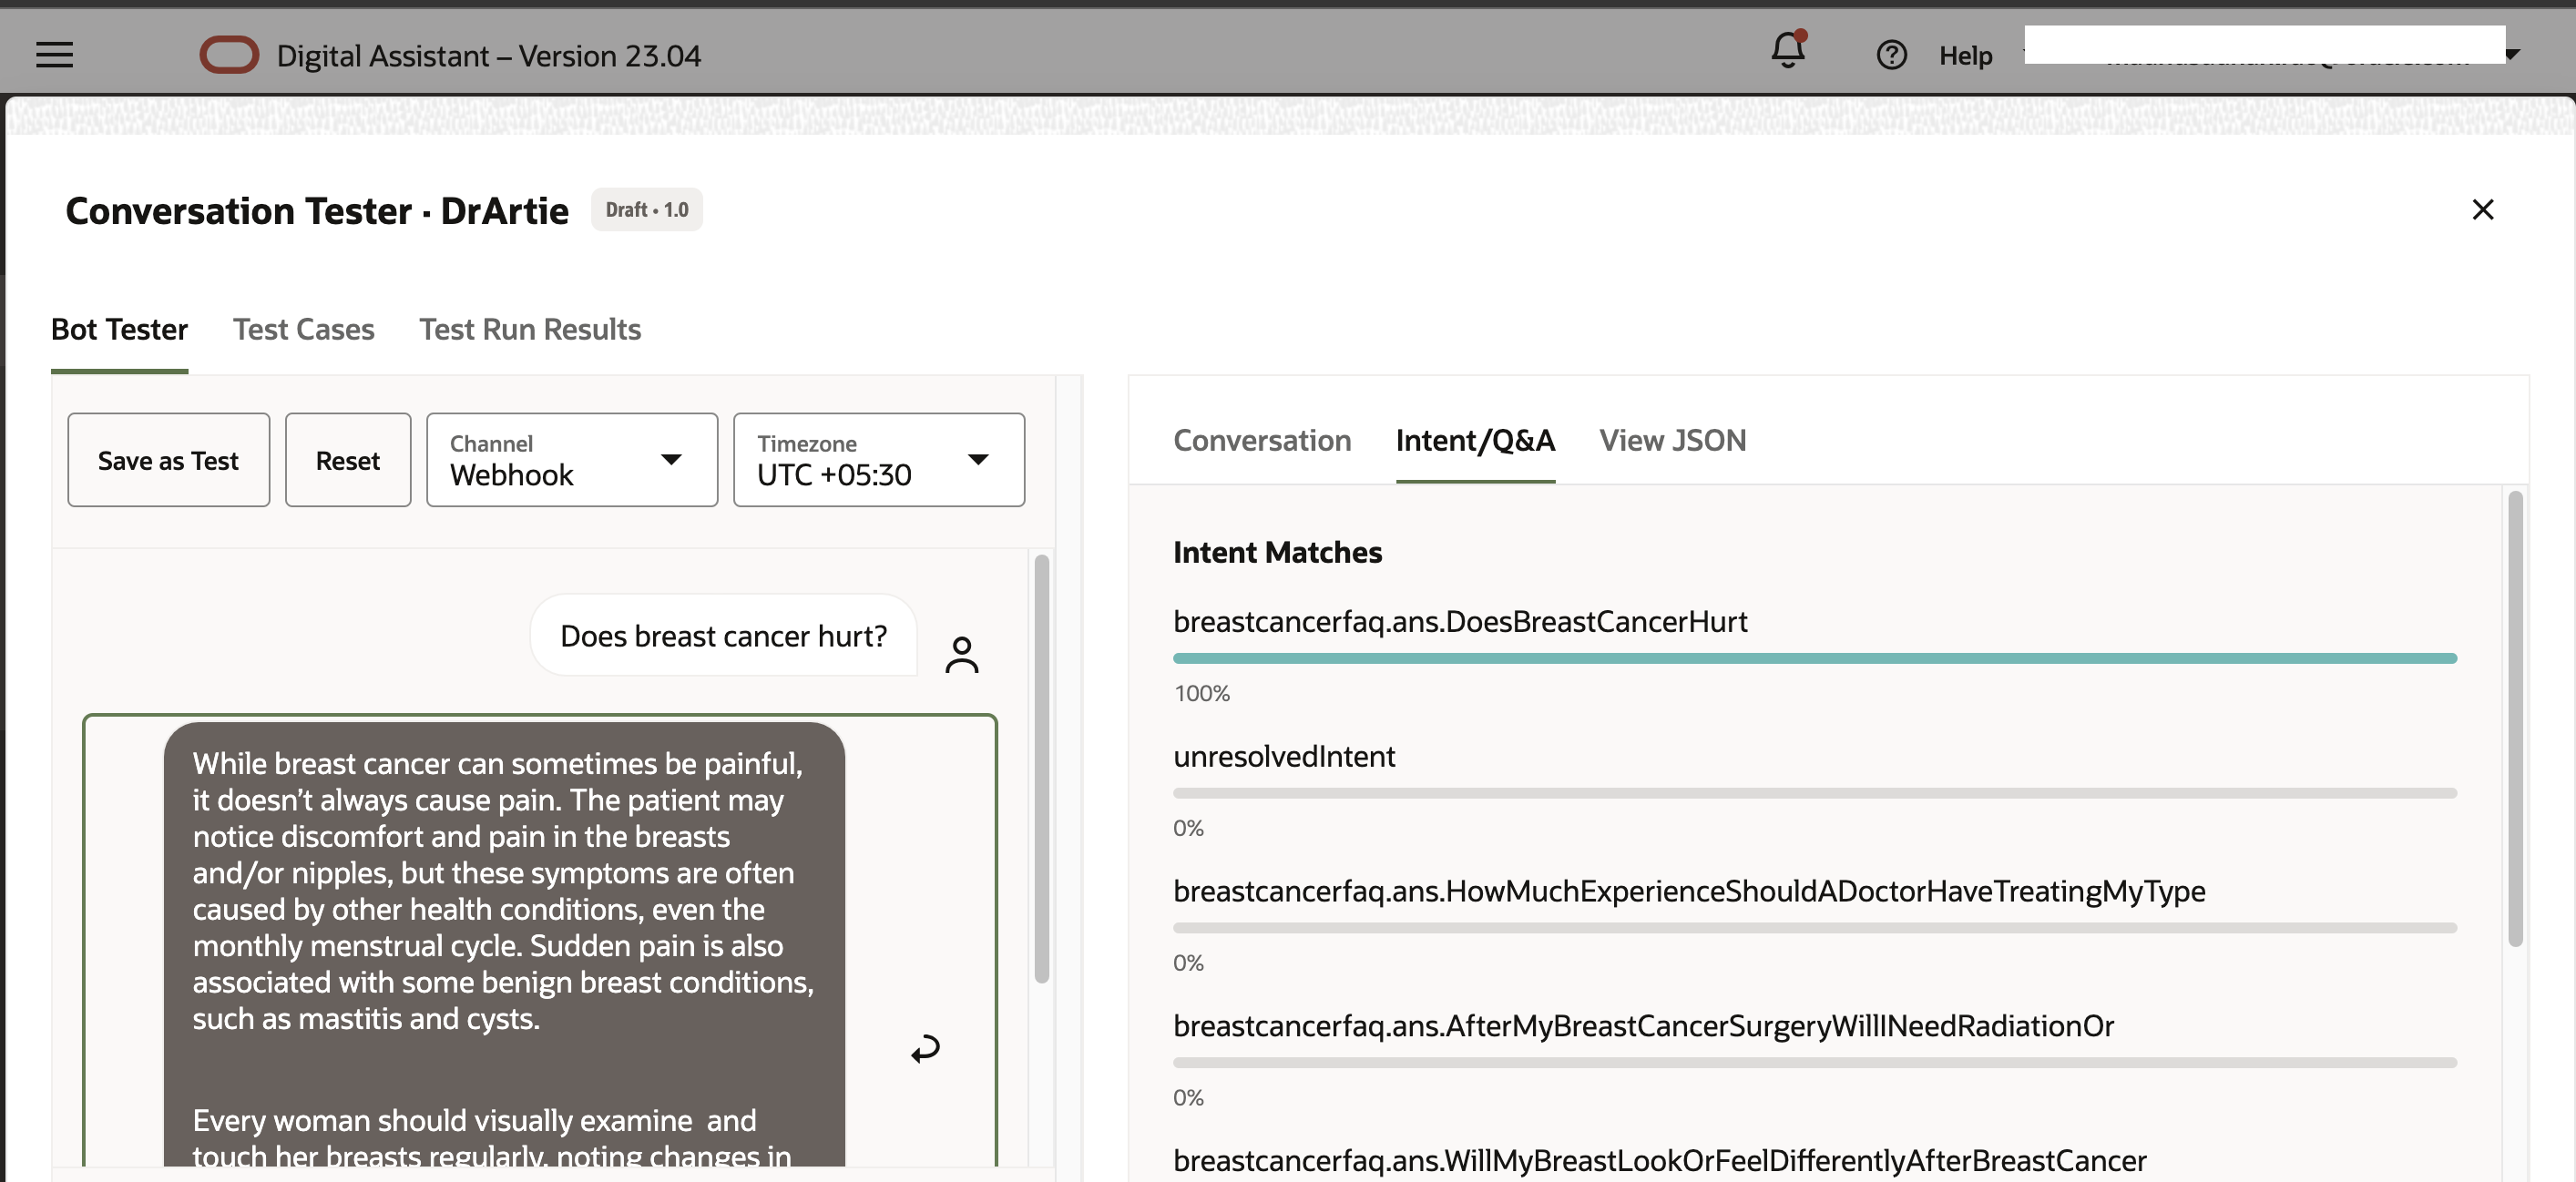 Digital Assistant – Version 23.04
Help
Conversation Tester · DrArtie
Draft • 1.0
Bot Tester
Test Cases
Test Run Results
Save as Test
Reset
Channel
Webhook
Timezone
UTC +05:30
Does breast cancer hurt?
While breast cancer can sometimes be painful,
it doesn’t always cause pain. The patient may
notice discomfort and pain in the breasts
and/or nipples, but these symptoms are often
caused by other health conditions, even the
monthly menstrual cycle. Sudden pain is also
associated with some benign breast conditions,
such as mastitis and cysts.
Every woman should visually examine  and
touch her breasts regularly, noting changes in
Conversation
Intent/Q&A
View JSON
Intent Matches
breastcancerfaq.ans.DoesBreastCancerHurt
100%
unresolvedIntent
0%
breastcancerfaq.ans.HowMuchExperienceShouldADoctorHaveTreatingMyType
0%
breastcancerfaq.ans.AfterMyBreastCancerSurgeryWillINeedRadiationOr
0%
breastcancerfaq.ans.WillMyBreastLookOrFeelDifferentlyAfterBreastCancer